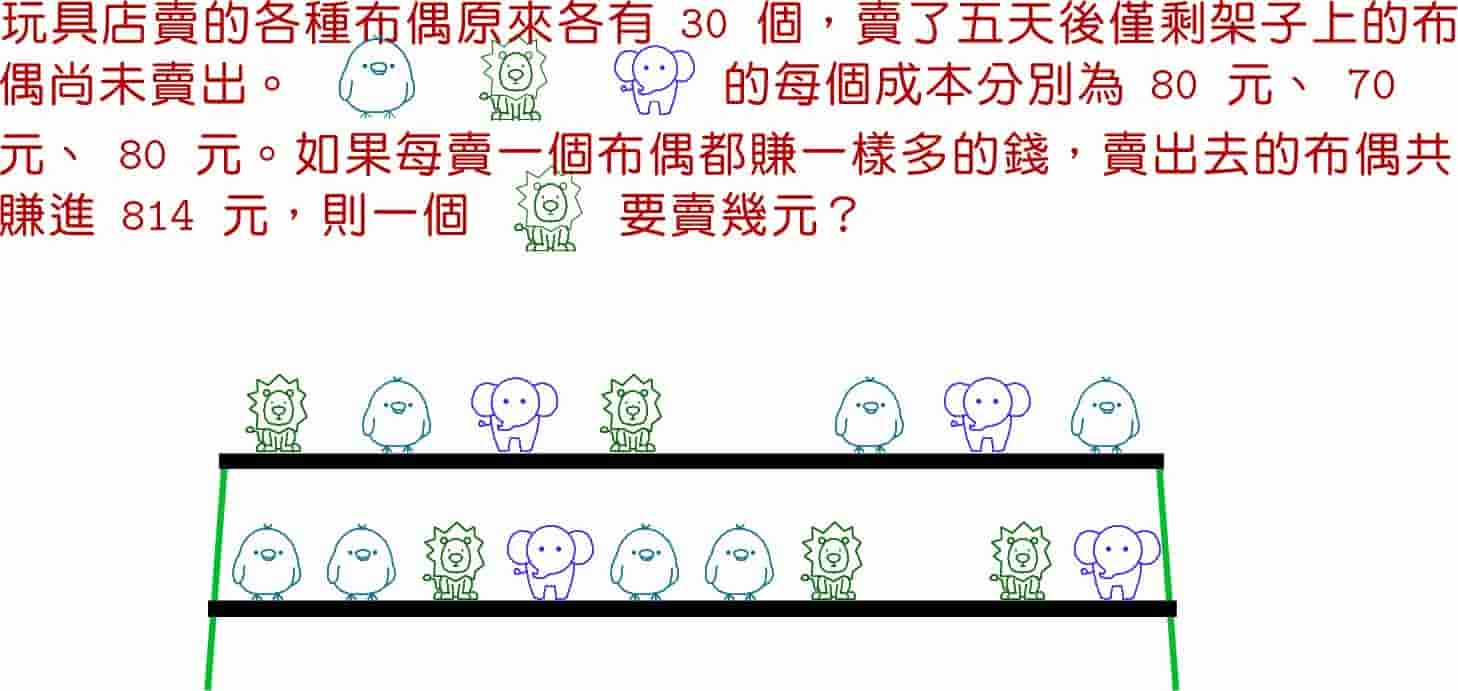 玩具店賣的各種布偶原來各有 30 個，賣了五天後僅剩架子上的布
偶尚未賣出。 的每個成本分別為 80 元、 70
元、 80 元。如果每賣一個布偶都賺一樣多的錢，賣出去的布偶共
賺進 814 元，則一個 要賣幾元？